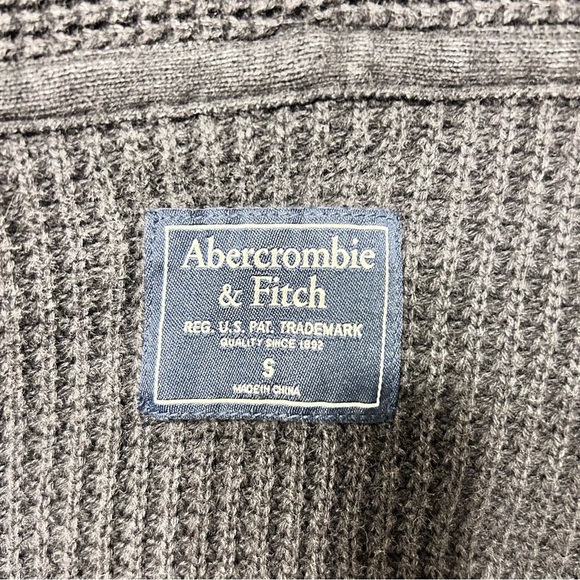 Abercrombie
& Fitch
REG. U.S. PAT. TRADEMARK
QUALITY SINCE 1892
S
MADE IN CHINA